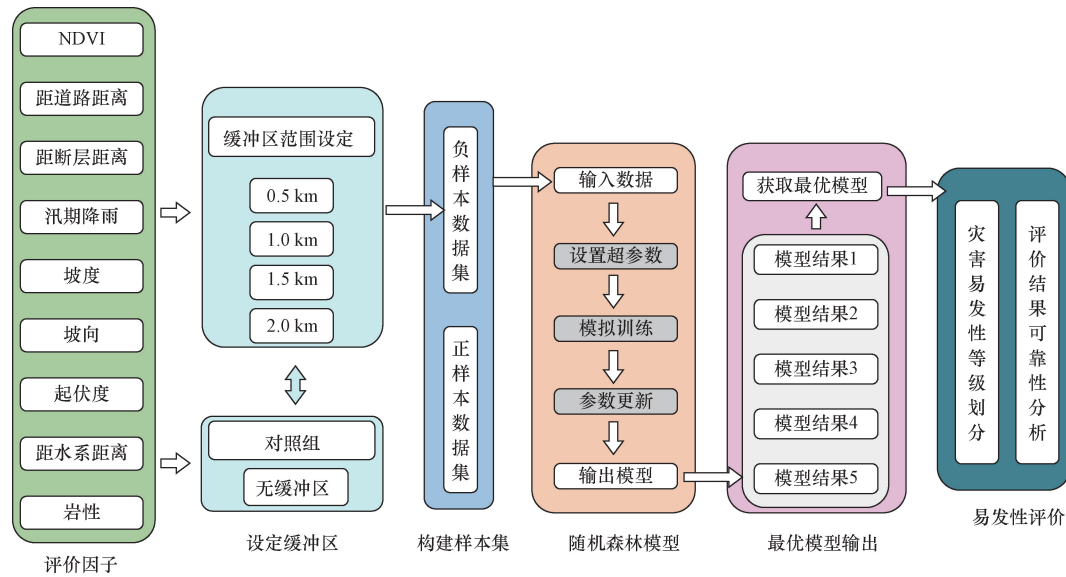 NDVI
距道路距离
距断层距离
汛期降雨
坡度
坡向
起伏度
距水系距离
岩性
评价因子
缓冲区范围设定
0.5 km
1.0 km
1.5 km
2.0 km
对照组
无缓冲区
设定缓冲区
负样本数据集
正样本数据集
构建样本集
输入数据
设置超参数
模拟训练
参数更新
输出模型
随机森林模型
获取最优模型
模型结果1
模型结果2
模型结果3
模型结果4
模型结果5
最优模型输出
灾害易发性等级划分
评价结果可靠性分析
易发性评价